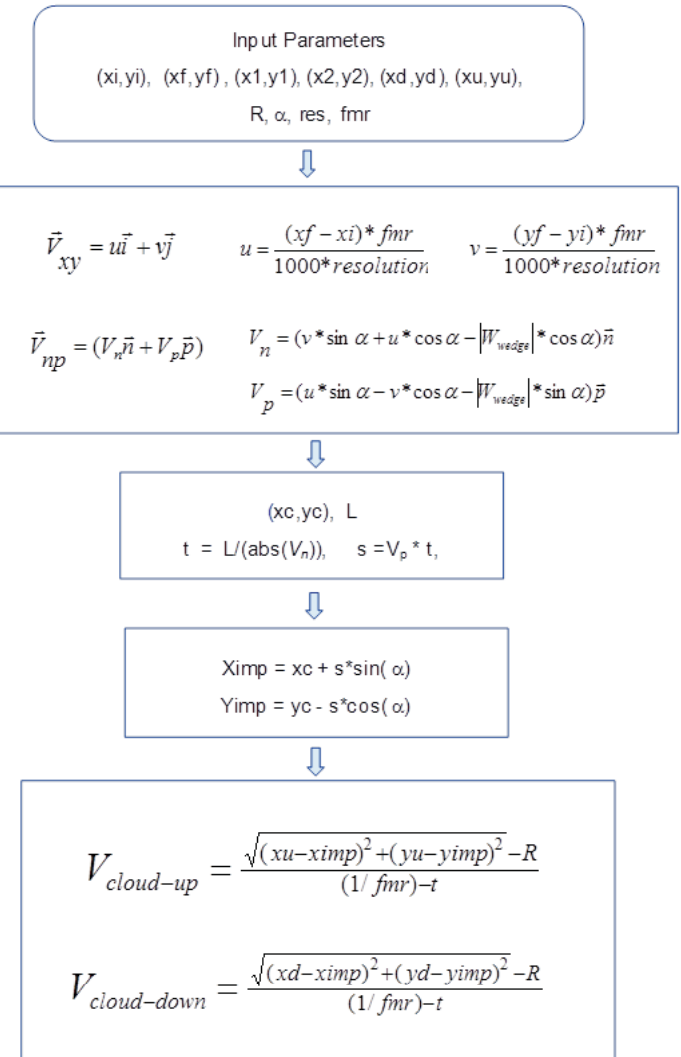 Input Parameters
(xi,yi), (xf,yf) , (x1,y1), (x2,y2), (xd,yd), (xu,yu),
R, α, res, fmr
V⃗xy = ui⃗ + vj⃗ u = (xf − xi)* fmr / 1000* resolution v = (yf − yi)* fmr / 1000* resolution
V⃗np = (Vn n⃗ + Vp p⃗) Vn = (v*sin α + u*cos α − |Wwedge| * cos α)n⃗
Vp = (u*sin α − v*cos α − |Wwedge| * sin α)p⃗
(xc,yc), L
t = L/(abs(Vn)), s =Vp * t,
Ximp = xc + s*sin( α)
Yimp = yc - s*cos( α)
Vcloud−up = √((xu−ximp)²+(yu−yimp)²) −R / (1/ fmr)−t
Vcloud−down = √((xd−ximp)²+(yd−yimp)²) −R / (1/ fmr)−t